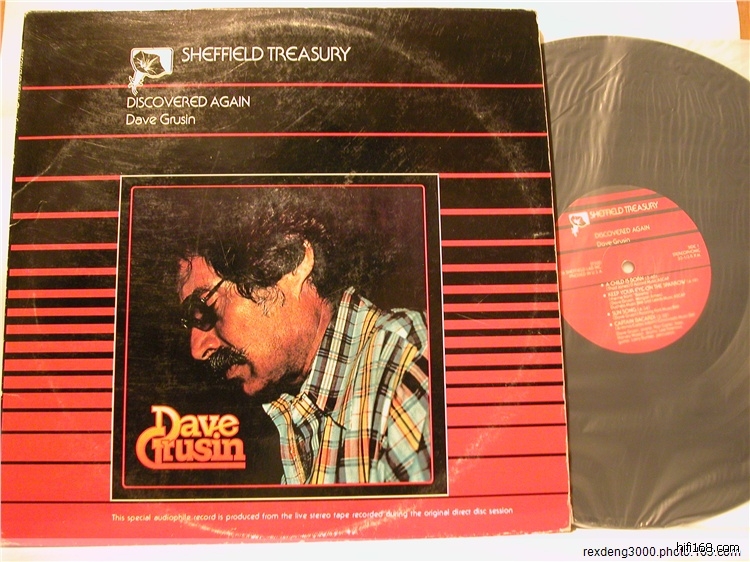 SHEFFIELD TREASURY
DISCOVERED AGAIN
Dave Grusin
Dave
Grusin
This special audiophile record is produced from the live stereo tape recorded during the original direct disc session
SHEFFIELD TREASURY
DISCOVERED AGAIN
Dave Grusin
A CHILD IS BORN
KEEP YOUR EYE ON THE SPARROW
SUN SONG
CAPTAIN BACARDI
hifi168.com
rexdeng3000.photo.163.com